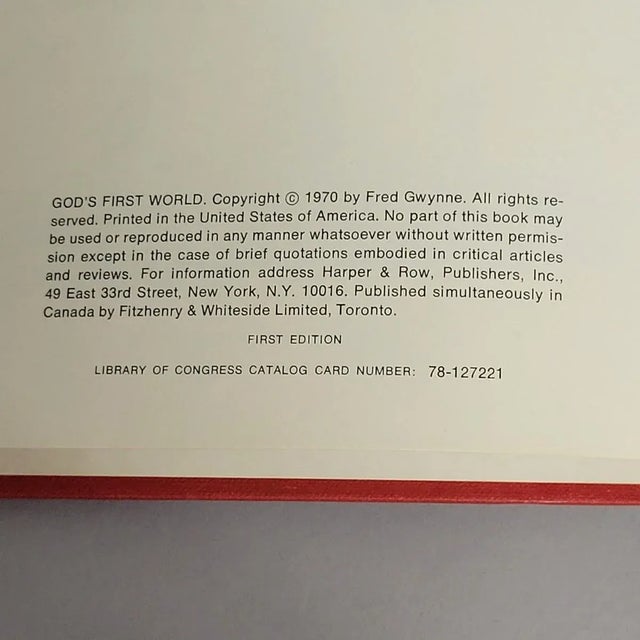 GOD'S FIRST WORLD. Copyright © 1970 by Fred Gwynne. All rights re-
served. Printed in the United States of America. No part of this book may
be used or reproduced in any manner whatsoever without written permis-
sion except in the case of brief quotations embodied in critical articles
and reviews. For information address Harper & Row, Publishers, Inc.,
49 East 33rd Street, New York, N.Y. 10016. Published simultaneously in
Canada by Fitzhenry & Whiteside Limited, Toronto.
FIRST EDITION
LIBRARY OF CONGRESS CATALOG CARD NUMBER: 78-127221